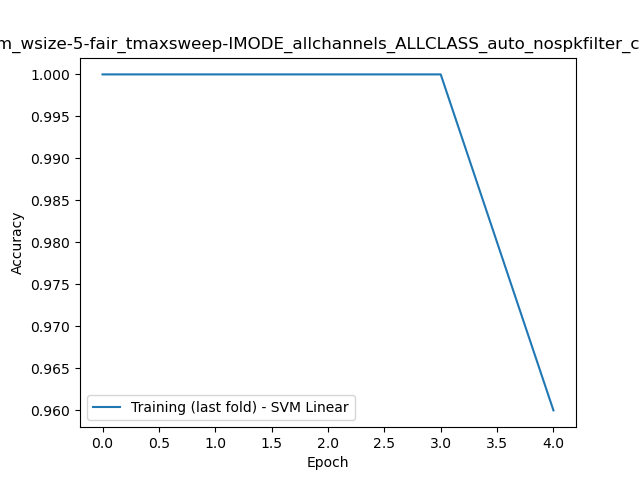 m_wsize-5-fair_tmaxsweep-IMODE_allchannels_ALLCLASS_auto_nospkfilter_c
1.000
0.995
0.990
0.985
0.980
0.975
0.970
0.965
0.960
Accuracy
Training (last fold) - SVM Linear
0.0 0.5 1.0 1.5 2.0 2.5 3.0 3.5 4.0
Epoch